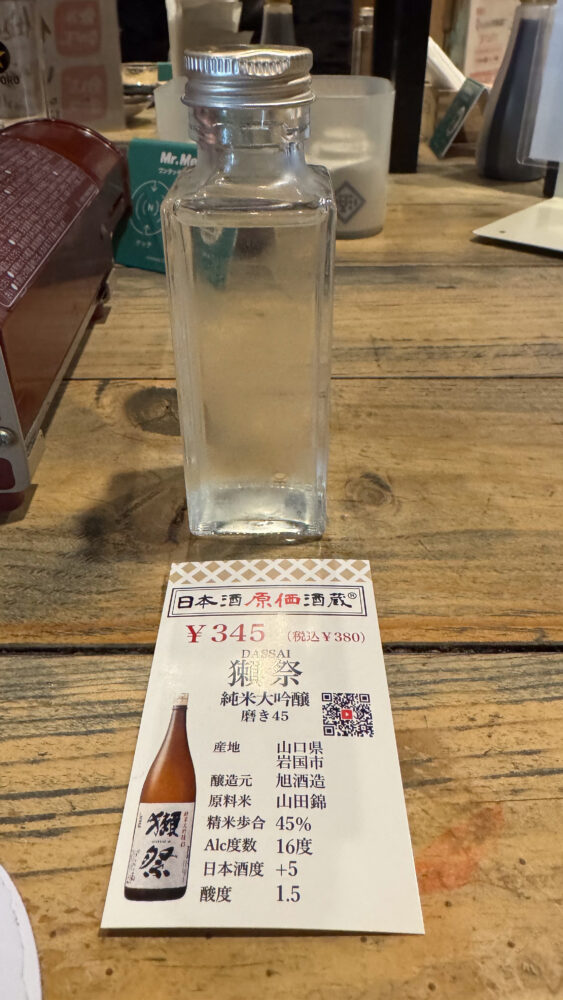 Mr.Ma
日本酒原価酒蔵®
￥345 (税込￥380)
DASSAI
獺祭
純米大吟醸
磨き45
産地 山口県
岩国市
醸造元 旭酒造
原料米 山田錦
精米歩合 45%
Alc度数 16度
日本酒度 +5
酸度 1.5
獺
祭